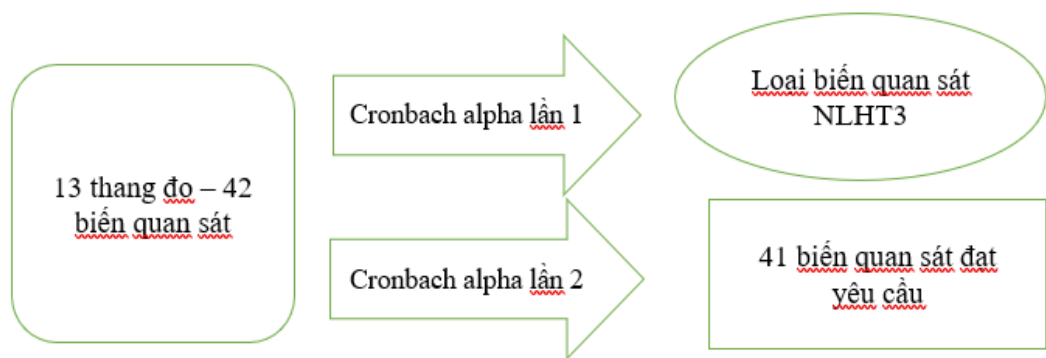 13 thang đo – 42
biến quan sát
Cronbach alpha lần 1
Loại biến quan sát
NLHT3
Cronbach alpha lần 2
41 biến quan sát đạt
yêu cầu